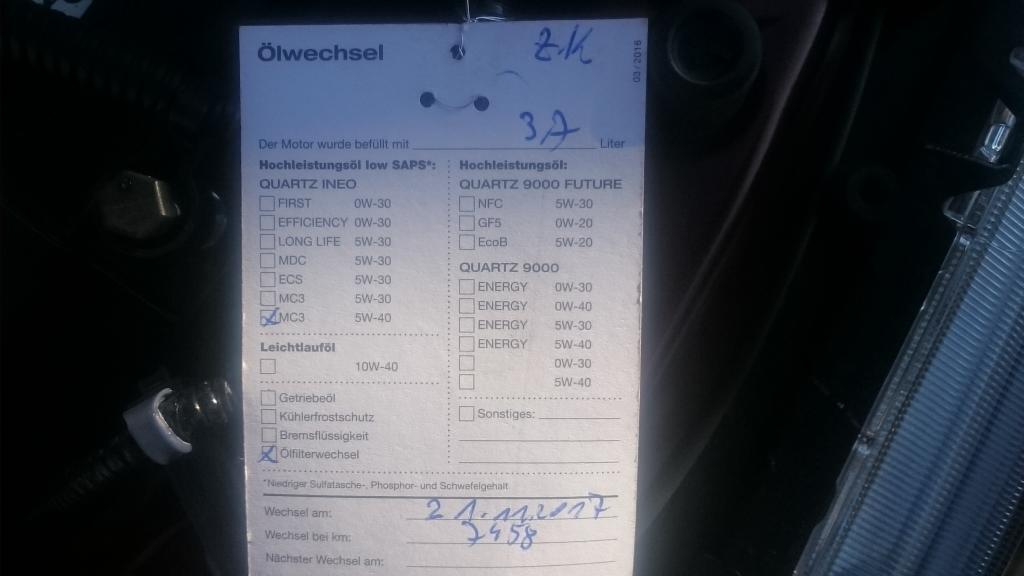 Ölwechsel
Z.K
03 / 2016
Der Motor wurde befüllt mit 3,7 Liter
Hochleistungsöl low SAPS*:
QUARTZ INEO
FIRST 0W-30
EFFICIENCY 0W-30
LONG LIFE 5W-30
MDC 5W-30
ECS 5W-30
MC3 5W-30
MC3 5W-40
Leichtlauföl
10W-40
Getriebeöl
Kühlerfrostschutz
Bremsflüssigkeit
Ölfilterwechsel
Hochleistungsöl:
QUARTZ 9000 FUTURE
NFC 5W-30
GF5 0W-20
EcoB 5W-20
QUARTZ 9000
ENERGY 0W-30
ENERGY 0W-40
ENERGY 5W-30
ENERGY 5W-40
0W-30
5W-40
Sonstiges:
*Niedriger Sulfatasche-, Phosphor- und Schwefelgehalt
Wechsel am: 21.11.2017
Wechsel bei km: 7458
Nächster Wechsel am: